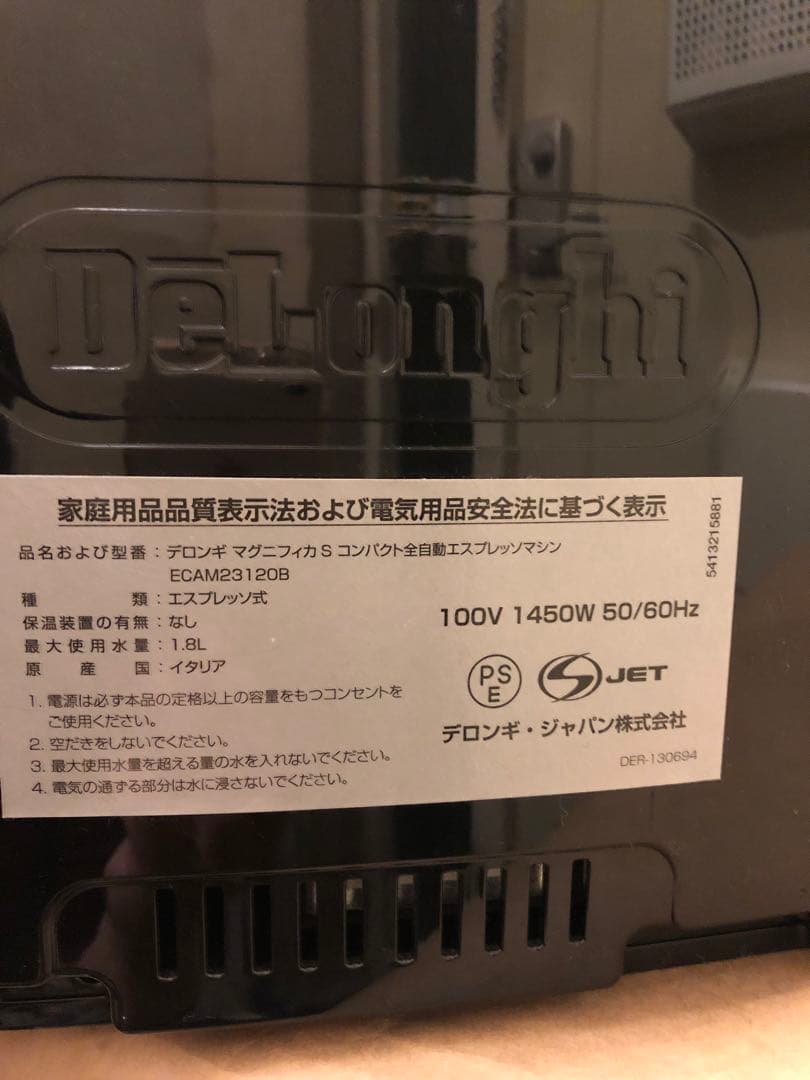 DeLonghi
家庭用品品質表示法および電気用品安全法に基づく表示
品名および型番：デロンギ マグニフィカ S コンパクト全自動エスプレッソマシン
ECAM23120B
種類：エスプレッソ式
保温装置の有無：なし
最大使用水量：1.8L
原産国：イタリア
1. 電源は必ず本品の定格以上の容量をもつコンセントを
ご使用ください。
2. 空だきをしないでください。
3. 最大使用水量を超える量の水を入れないでください。
4. 電気の通ずる部分は水に浸さないでください。
100V 1450W 50/60Hz
PS
E
S JET
デロンギ・ジャパン株式会社
DER-130694
5413215881